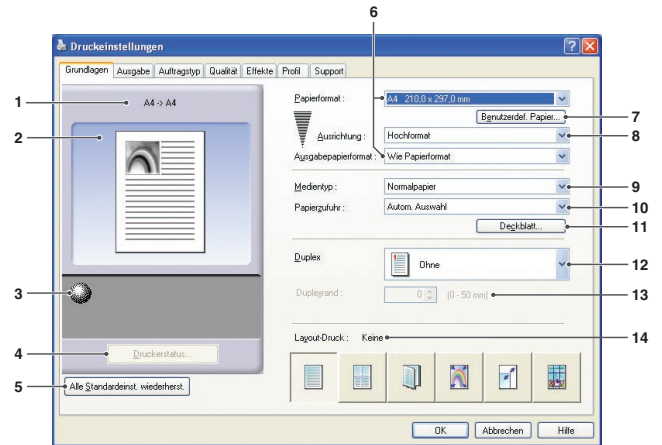 6
Druckeinstellungen
Grundlagen Ausgabe Auftragstyp Qualität Effekte Profil Support
1
A4 -> A4
2
3
4
Druckerstatus...
5
Alle Standardeinst. wiederherst.
Papierformat :
A4 210,0 x 297,0 mm
Benutzerdef. Papier...
7
Ausrichtung :
Hochformat
8
Ausgabepapierformat :
Wie Papierformat
Medientyp :
Normalpapier
9
Papierzufuhr :
Autom. Auswahl
10
Deckblatt...
11
Duplex
Ohne
12
Duplexrand :
0 (0 - 50 mm)
13
Layout-Druck : Keine
14
OK Abbrechen Hilfe